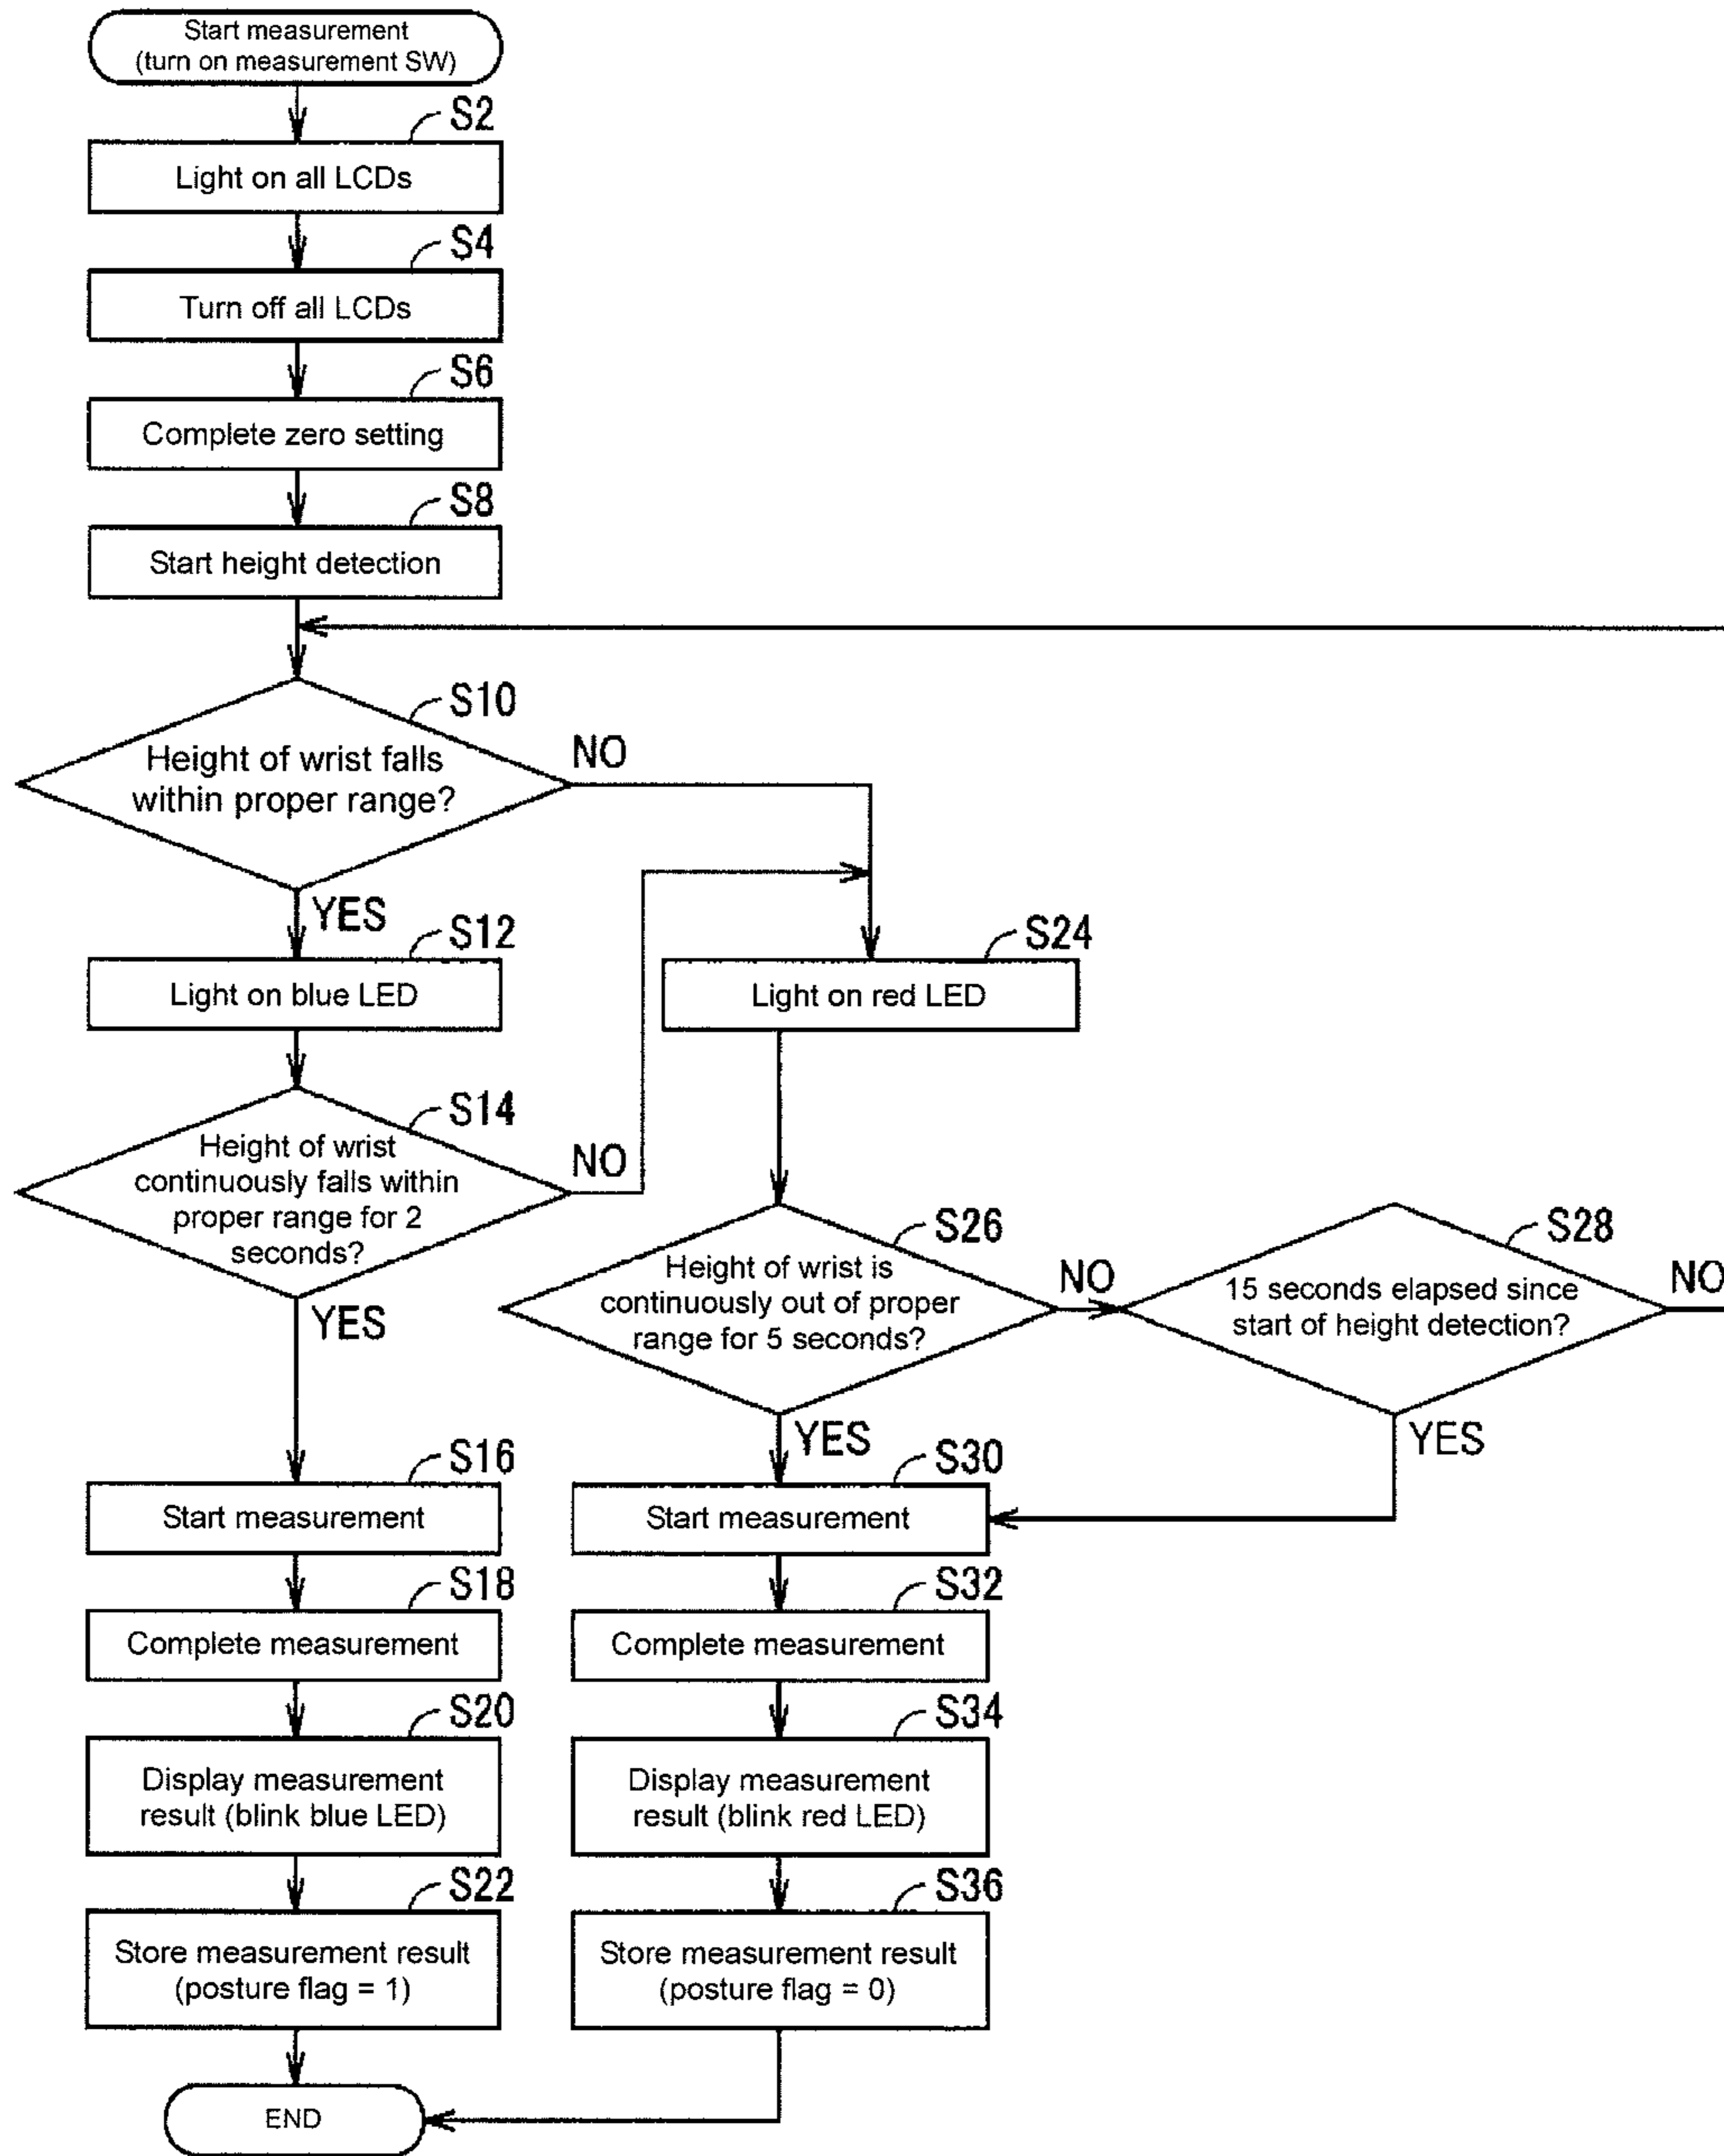 Start measurement
(turn on measurement SW)
S2
Light on all LCDs
S4
Turn off all LCDs
S6
Complete zero setting
S8
Start height detection
S10
Height of wrist falls
within proper range?
NO
YES
S12
Light on blue LED
S24
Light on red LED
S14
Height of wrist
continuously falls within
proper range for 2
seconds?
NO
YES
S26
Height of wrist is
continuously out of proper
range for 5 seconds?
NO
YES
S28
15 seconds elapsed since
start of height detection?
NO
YES
S16
Start measurement
S30
Start measurement
S18
Complete measurement
S32
Complete measurement
S20
Display measurement
result (blink blue LED)
S34
Display measurement
result (blink red LED)
S22
Store measurement result
(posture flag = 1)
S36
Store measurement result
(posture flag = 0)
END